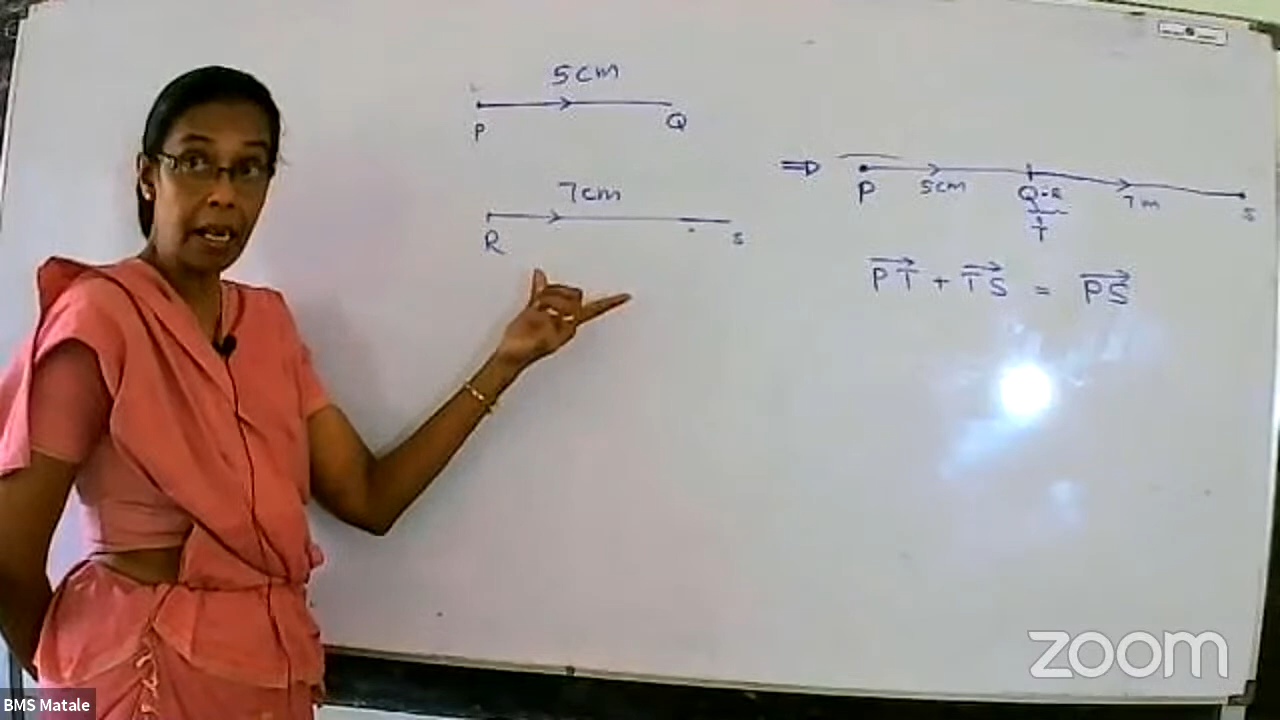 5cm
P Q
7cm
R S
⇒ P 5cm Q-R 7m S
T
PT + TS = PS
zoom
BMS Matale